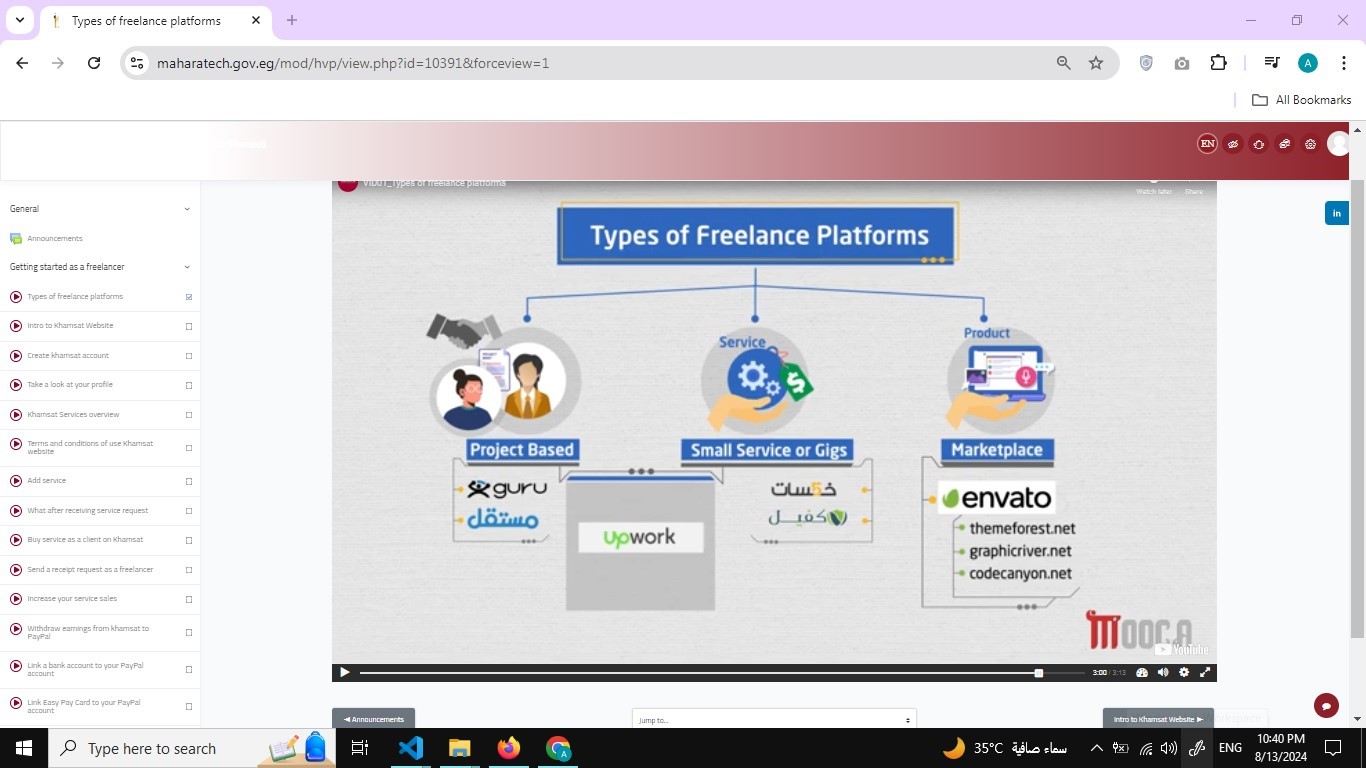 Types of freelance platforms
maharatech.gov.eg/mod/hvp/view.php?id=10391&forceview=1
A
All Bookmarks
EN
General
Announcements
Getting started as a freelancer
Types of freelance platforms
Intro to Khamsat Website
Create khamsat account
Take a look at your profile
Khamsat Services overview
Terms and conditions of use Khamsat
website
Add service
What after receiving service request
Buy service as a client on Khamsat
Send a receipt request as a freelancer
Increase your service sales
Withdraw earnings from khamsat to
PayPal
Link a bank account to your PayPal
account
Link Easy Pay Card to your PayPal
account
VID01_Types of freelance platforms
Watch later Share
in
Types of Freelance Platforms
Service
Product
Project Based
Small Service or Gigs
Marketplace
guru
مستقل
upwork
خمسات
كفيل
envato
themeforest.net
graphicriver.net
codecanyon.net
MOOCA
YouTube
3:00 / 3:13
◄ Announcements
Jump to...
Intro to Khamsat Website ►
Type here to search
35°C سماء صافية
ENG
10:40 PM
8/13/2024